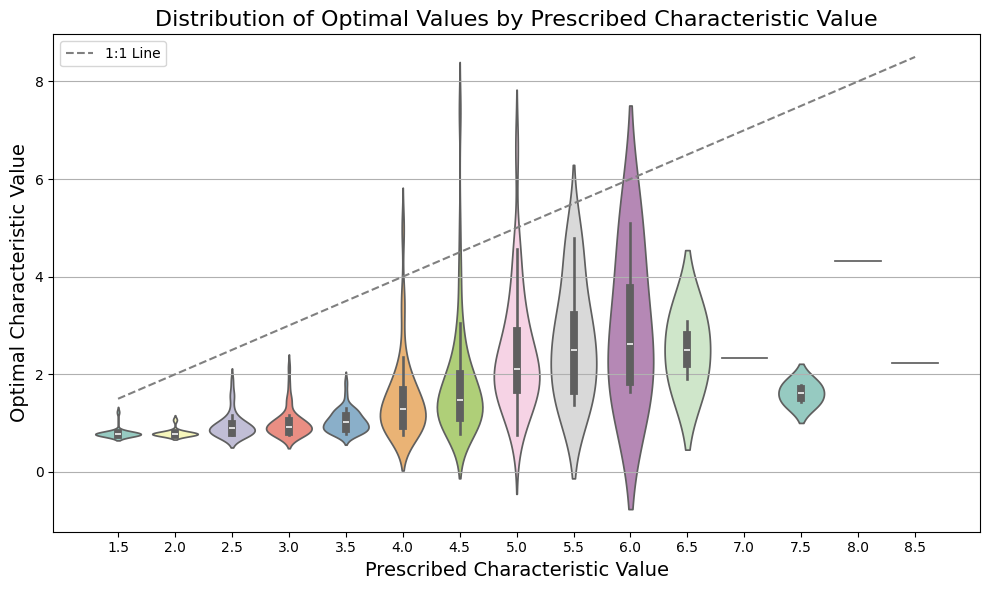 Distribution of Optimal Values by Prescribed Characteristic Value
1:1 Line
Optimal Characteristic Value
8
6
4
2
0
1.5 2.0 2.5 3.0 3.5 4.0 4.5 5.0 5.5 6.0 6.5 7.0 7.5 8.0 8.5
Prescribed Characteristic Value